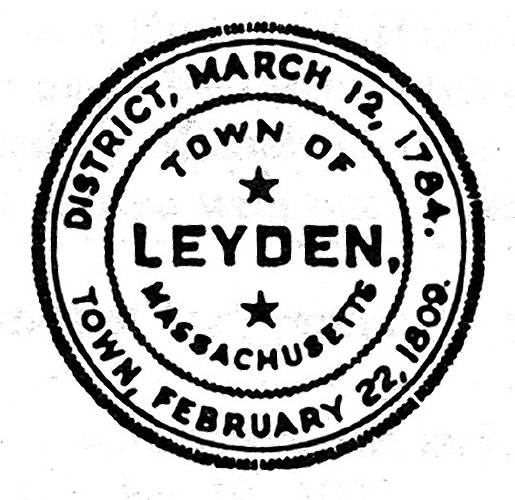 DISTRICT, MARCH 12, 1784.
TOWN OF
LEYDEN,
MASSACHUSETTS
TOWN, FEBRUARY 22, 1809.